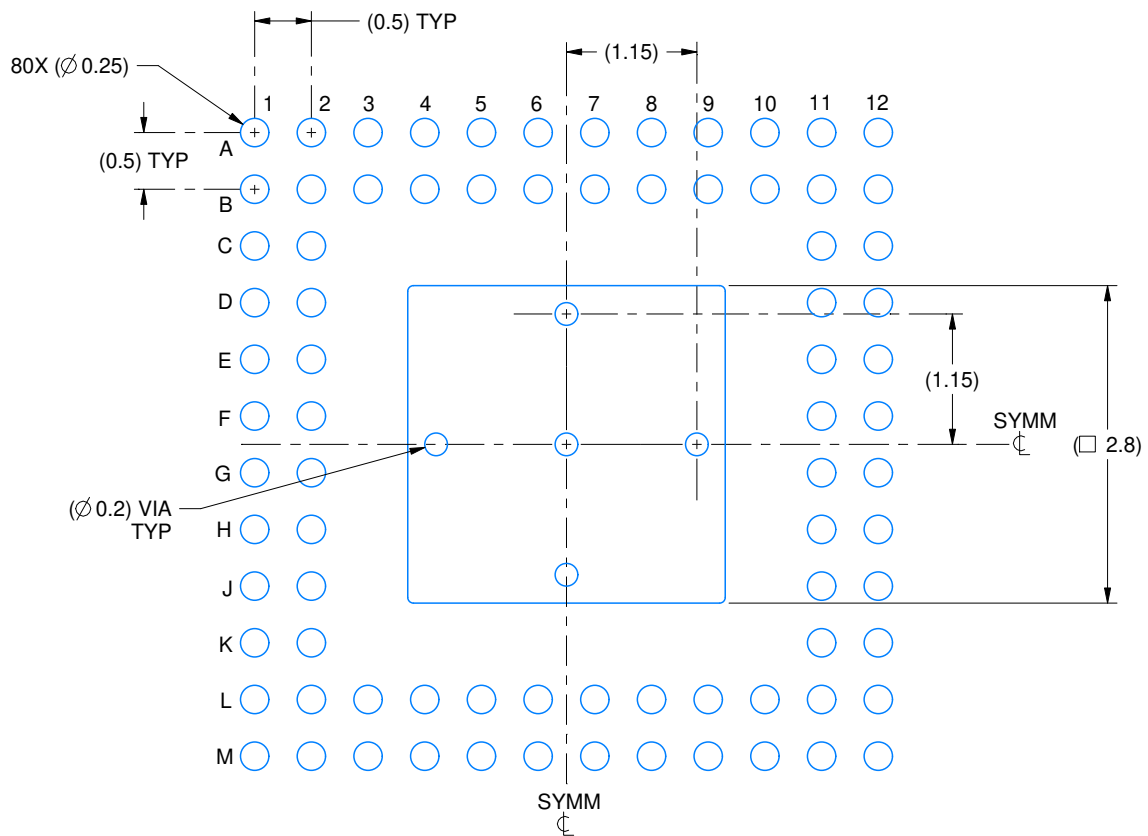 (0.5) TYP
(1.15)
80X (∅ 0.25)
1 2 3 4 5 6 7 8 9 10 11 12
A
(0.5) TYP
B
C
D
E
(1.15)
F
SYMM
℄
(□ 2.8)
G
(∅ 0.2) VIA
TYP
H
J
K
L
M
SYMM
℄